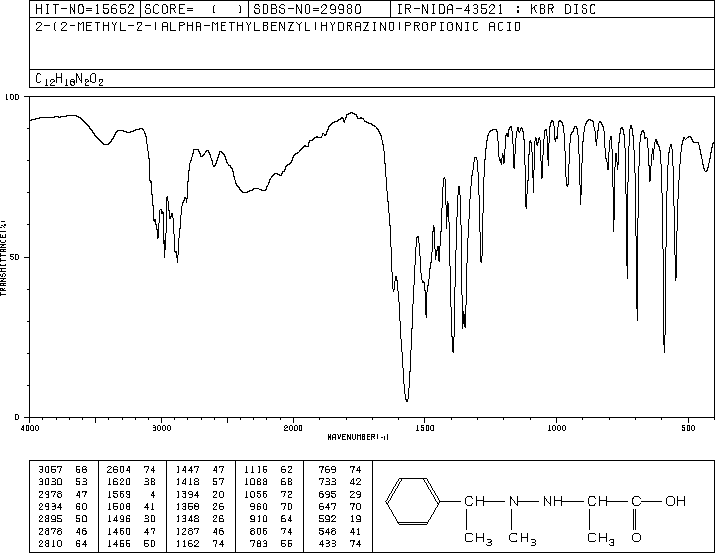 HIT-NO=15652 SCORE= ( ) SDBS-NO=29980 IR-NIDA-43521 : KBR DISC
2-(2-METHYL-2-(ALPHA-METHYLBENZYL)HYDRAZINO)PROPIONIC ACID
C12H18N2O2
100
50
0
TRANSMITTANCE(%)
4000 3000 2000 1500 1000 500
WAVENUMBER(-1)
3067 66 2604 74 1447 47 1116 62 769 74
3030 53 1620 38 1418 57 1088 68 733 42
2978 47 1569 4 1394 20 1056 72 695 29
2934 60 1508 41 1358 26 960 70 647 70
2895 50 1496 30 1348 26 910 64 592 19
2878 46 1460 47 1287 46 806 74 548 41
2810 64 1456 50 1162 74 783 56 433 74
CH N NH CH C OH
CH3 CH3 CH3 O